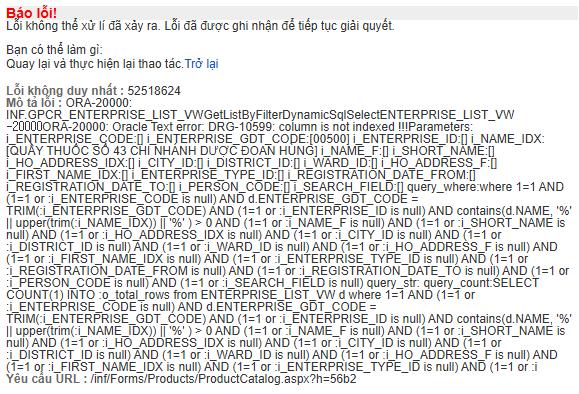 Báo lỗi!
Lỗi không thể xử lí đã xảy ra. Lỗi đã được ghi nhận để tiếp tục giải quyết.
Bạn có thể làm gì:
Quay lại và thực hiện lại thao tác.Trở lại
Lỗi không duy nhất : 52518624
Mô tả lỗi : ORA-20000:
INF.GPCR_ENTERPRISE_LIST_VWGetListByFilterDynamicSqlSelectENTERPRISE_LIST_VW
−20000ORA-20000: Oracle Text error: DRG-10599: column is not indexed !!!Parameters:
i_ENTERPRISE_CODE:[] i_ENTERPRISE_GDT_CODE:[00500] i_ENTERPRISE_ID:[] i_NAME_IDX:
[QUẦY THUỐC SỐ 43 CHI NHÁNH DƯỢC ĐOAN HÙNG] i_NAME_F:[] i_SHORT_NAME:[]
i_HO_ADDRESS_IDX:[] i_CITY_ID:[] i_DISTRICT_ID:[] i_WARD_ID:[] i_HO_ADDRESS_F:[]
i_FIRST_NAME_IDX:[] i_ENTERPRISE_TYPE_ID:[] i_REGISTRATION_DATE_FROM:[]
i_REGISTRATION_DATE_TO:[] i_PERSON_CODE:[] i_SEARCH_FIELD:[] query_where:where 1=1 AND
(1=1 or :i_ENTERPRISE_CODE is null) AND d.ENTERPRISE_GDT_CODE =
TRIM(:i_ENTERPRISE_GDT_CODE) AND (1=1 or :i_ENTERPRISE_ID is null) AND contains(d.NAME, '%'
|| upper(trim(:i_NAME_IDX)) || '%' ) > 0 AND (1=1 or :i_NAME_F is null) AND (1=1 or :i_SHORT_NAME is
null) AND (1=1 or :i_HO_ADDRESS_IDX is null) AND (1=1 or :i_CITY_ID is null) AND (1=1 or
:i_DISTRICT_ID is null) AND (1=1 or :i_WARD_ID is null) AND (1=1 or :i_HO_ADDRESS_F is null) AND
(1=1 or :i_FIRST_NAME_IDX is null) AND (1=1 or :i_ENTERPRISE_TYPE_ID is null) AND (1=1 or
:i_REGISTRATION_DATE_FROM is null) AND (1=1 or :i_REGISTRATION_DATE_TO is null) AND (1=1 or
:i_PERSON_CODE is null) AND (1=1 or :i_SEARCH_FIELD is null) query_str: query_count:SELECT
COUNT(1) INTO :o_total_rows from ENTERPRISE_LIST_VW d where 1=1 AND (1=1 or
:i_ENTERPRISE_CODE is null) AND d.ENTERPRISE_GDT_CODE =
TRIM(:i_ENTERPRISE_GDT_CODE) AND (1=1 or :i_ENTERPRISE_ID is null) AND contains(d.NAME, '%'
|| upper(trim(:i_NAME_IDX)) || '%' ) > 0 AND (1=1 or :i_NAME_F is null) AND (1=1 or :i_SHORT_NAME is
null) AND (1=1 or :i_HO_ADDRESS_IDX is null) AND (1=1 or :i_CITY_ID is null) AND (1=1 or
:i_DISTRICT_ID is null) AND (1=1 or :i_WARD_ID is null) AND (1=1 or :i_HO_ADDRESS_F is null) AND
(1=1 or :i_FIRST_NAME_IDX is null) AND (1=1 or :i_ENTERPRISE_TYPE_ID is null) AND (1=1 or :i
Yêu cầu URL : /inf/Forms/Products/ProductCatalog.aspx?h=56b2